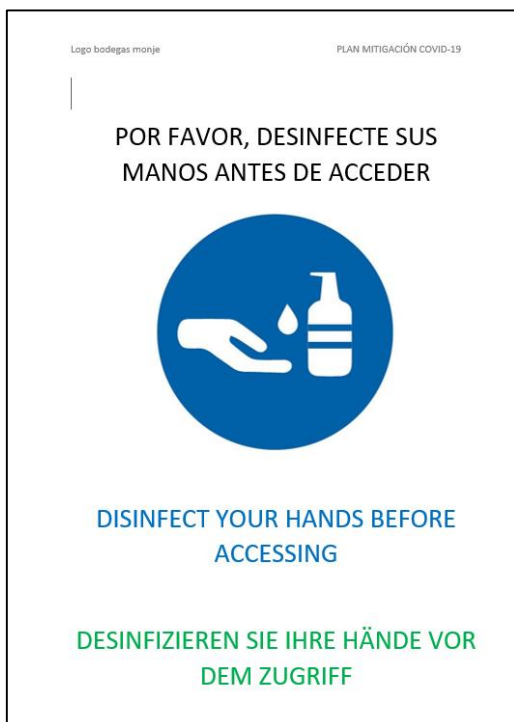 Logo bodegas monje PLAN MITIGACIÓN COVID-19
POR FAVOR, DESINFECTE SUS
MANOS ANTES DE ACCEDER
DISINFECT YOUR HANDS BEFORE
ACCESSING
DESINFIZIEREN SIE IHRE HÄNDE VOR
DEM ZUGRIFF